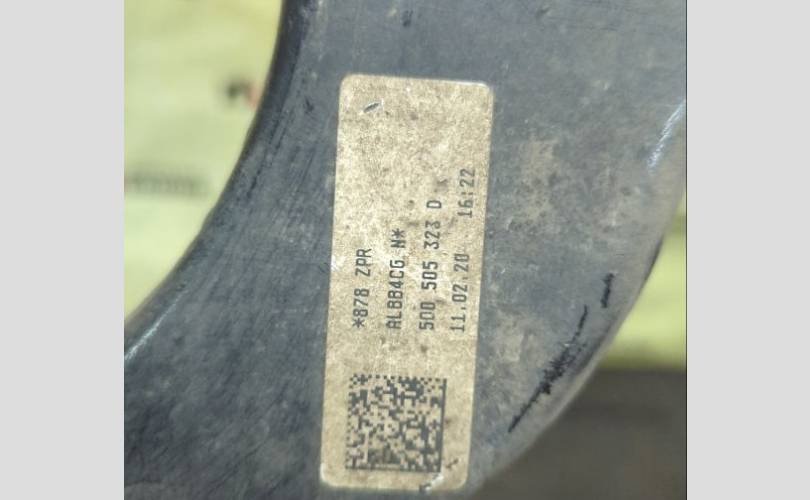 *878 ZPR
ALBB4CG N*
5Q0 505 323 D
11.02.20 16:22